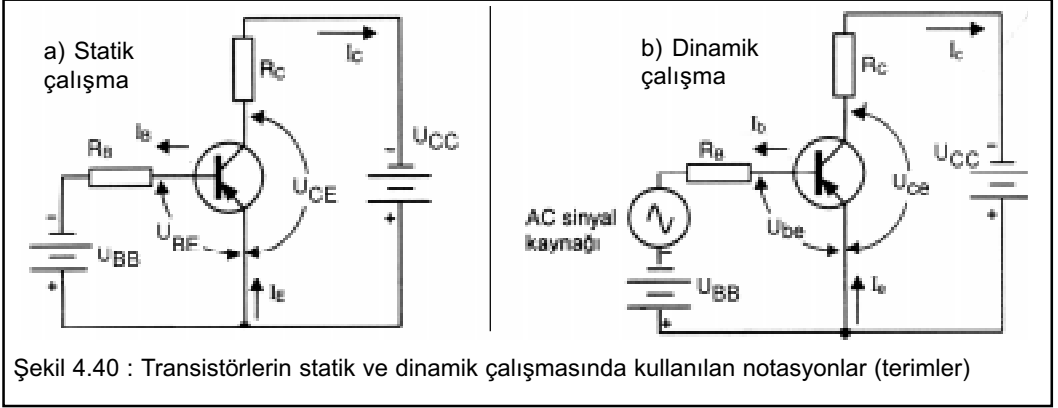 a) Statik
çalışma
RC
IC
IB
RB
UCC
-
+
UCE
UBE
-
UBB
+
IE
b) Dinamik
çalışma
RC
Ic
Ib
RB
UCC
-
+
Uce
AC sinyal
kaynağı
Ube
-
UBB
+
Ie
Şekil 4.40 : Transistörlerin statik ve dinamik çalışmasında kullanılan notasyonlar (terimler)